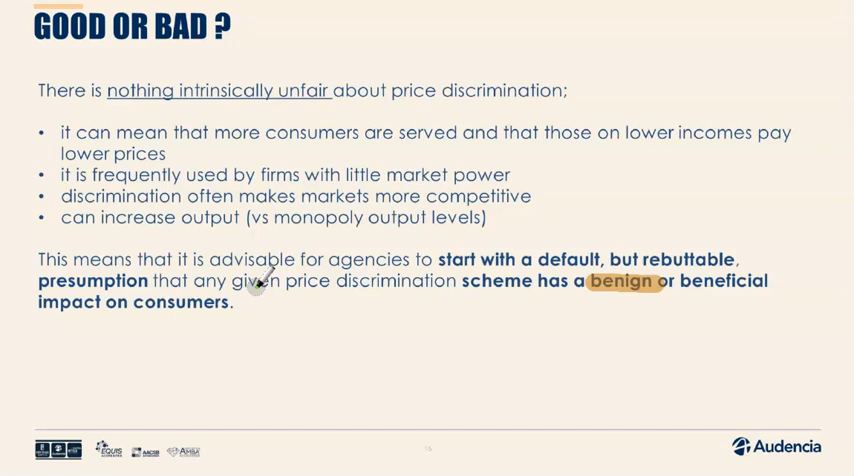 GOOD OR BAD ?
There is nothing intrinsically unfair about price discrimination;
• it can mean that more consumers are served and that those on lower incomes pay
lower prices
• it is frequently used by firms with little market power
• discrimination often makes markets more competitive
• can increase output (vs monopoly output levels)
This means that it is advisable for agencies to start with a default, but rebuttable,
presumption that any given price discrimination scheme has a benign or beneficial
impact on consumers.
EQUIS
AACSB
AMBA
16
Audencia